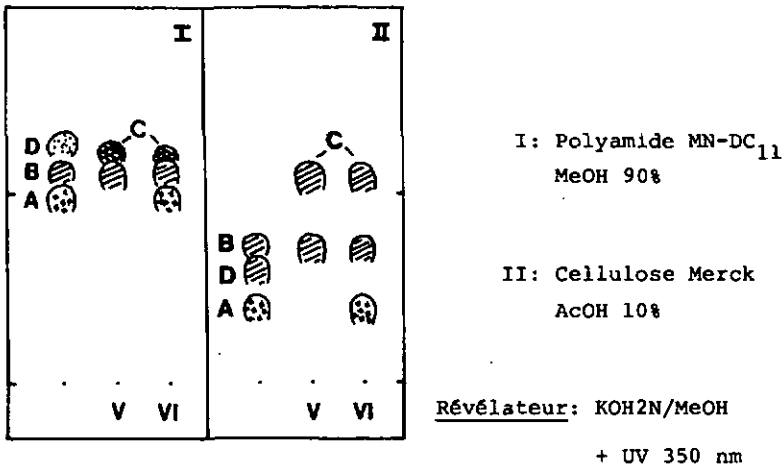 I II
D C
B
A
C
B
D
A
V VI V VI
I: Polyamide MN-DC11
MeOH 90%
II: Cellulose Merck
AcOH 10%
Révélateur: KOH2N/MeOH
+ UV 350 nm